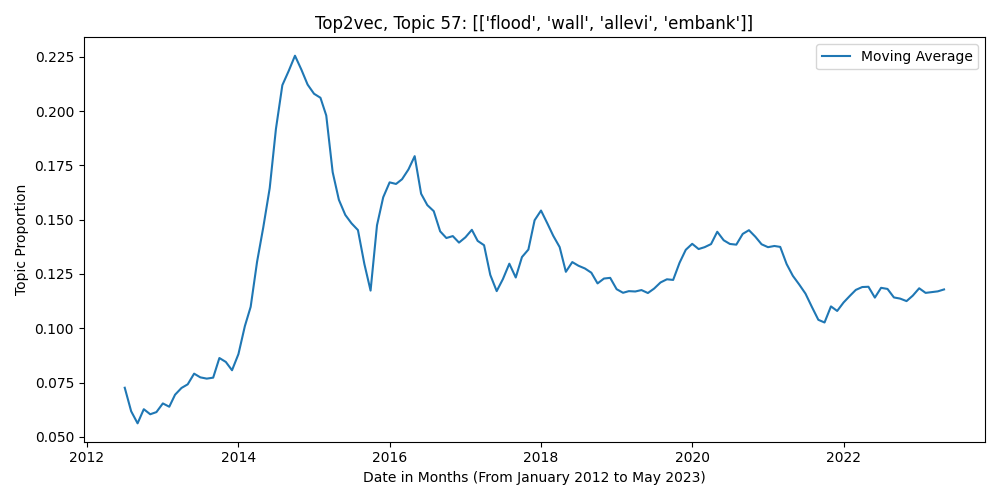 Top2vec, Topic 57: [['flood', 'wall', 'allevi', 'embank']]
Moving Average
Topic Proportion
0.225
0.200
0.175
0.150
0.125
0.100
0.075
0.050
2012 2014 2016 2018 2020 2022
Date in Months (From January 2012 to May 2023)